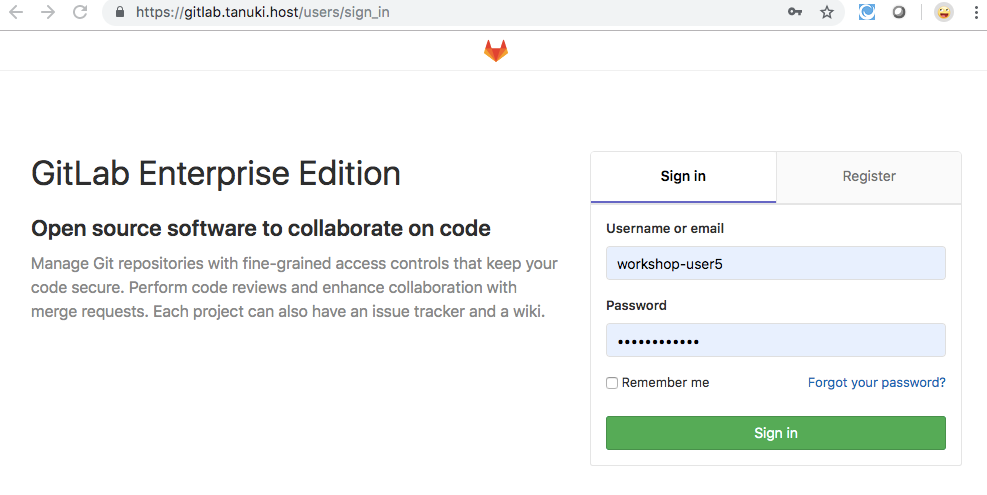 https://gitlab.tanuki.host/users/sign_in
GitLab Enterprise Edition
Open source software to collaborate on code
Manage Git repositories with fine-grained access controls that keep your
code secure. Perform code reviews and enhance collaboration with
merge requests. Each project can also have an issue tracker and a wiki.
Sign in
Register
Username or email
workshop-user5
Password
••••••••••••
Remember me
Forgot your password?
Sign in